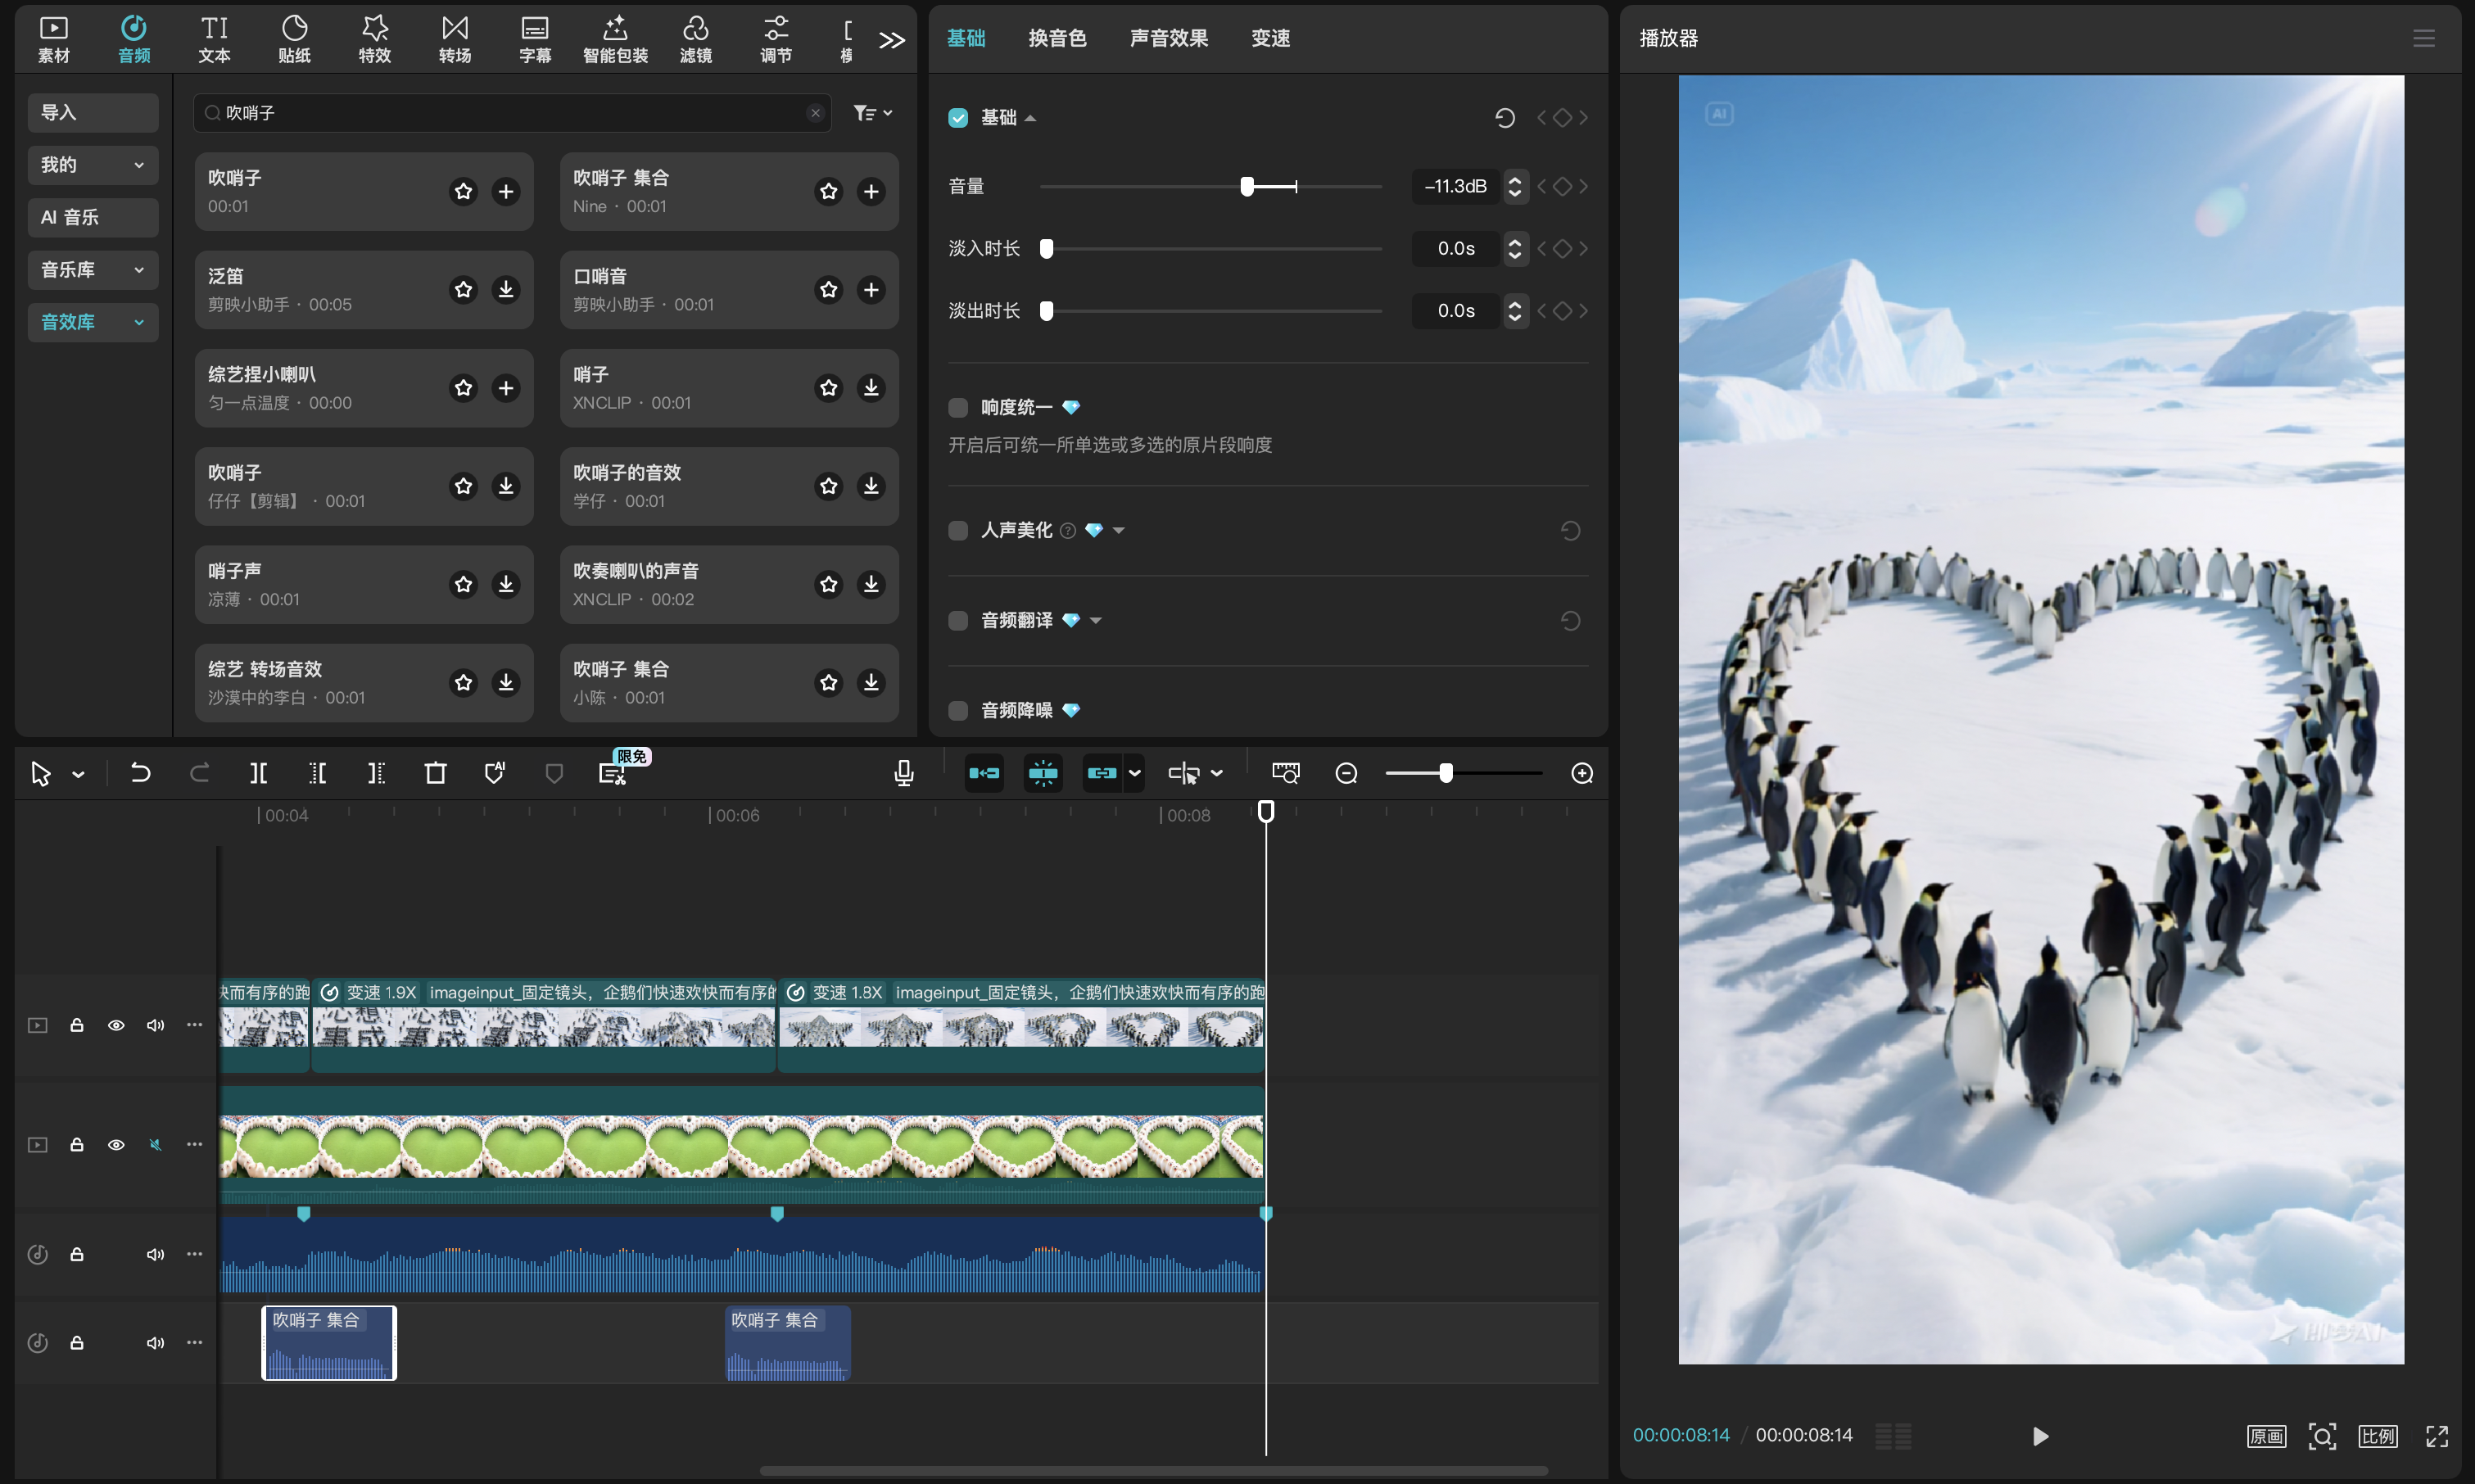 素材 音频 文本 贴纸 特效 转场 字幕 智能包装 滤镜 调节
导入
我的
AI 音乐
音乐库
音效库
吹哨子
吹哨子
00:01
吹哨子 集合
Nine · 00:01
泛笛
剪映小助手 · 00:05
口哨音
剪映小助手 · 00:01
综艺捏小喇叭
匀一点温度 · 00:00
哨子
XNCLIP · 00:01
吹哨子
仔仔【剪辑】 · 00:01
吹哨子的音效
学仔 · 00:01
哨子声
凉薄 · 00:01
吹奏喇叭的声音
XNCLIP · 00:02
综艺 转场音效
沙漠中的李白 · 00:01
吹哨子 集合
小陈 · 00:01
基础 换音色 声音效果 变速
基础
音量 -11.3dB
淡入时长 0.0s
淡出时长 0.0s
响度统一
开启后可统一所单选或多选的原片段响度
人声美化
音频翻译
音频降噪
播放器
AI
即梦AI
00:00:08:14 / 00:00:08:14
原画 比例
限免
AI
00:04 00:06 00:08
快而有序的跑 变速 1.9X imageinput_固定镜头，企鹅们快速欢快而有序的 变速 1.8X imageinput_固定镜头，企鹅们快速欢快而有序的跑
心想 心想
事成 事成
吹哨子 集合 吹哨子 集合